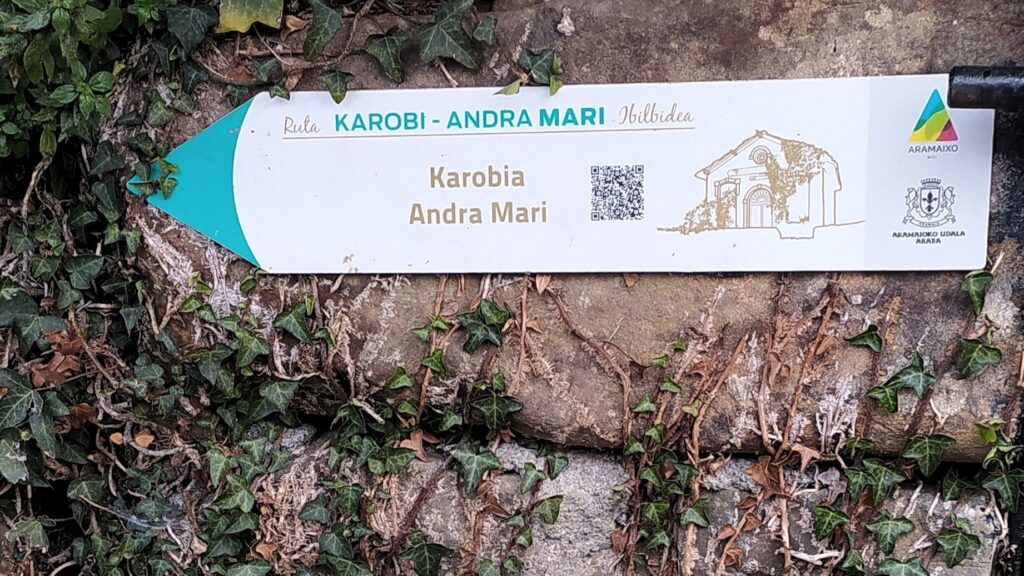 Ruta KAROBI - ANDRA MARI Ibilbidea
Karobia
Andra Mari
ARAMAIXO
ARAMAIOKO UDALA
ARABA